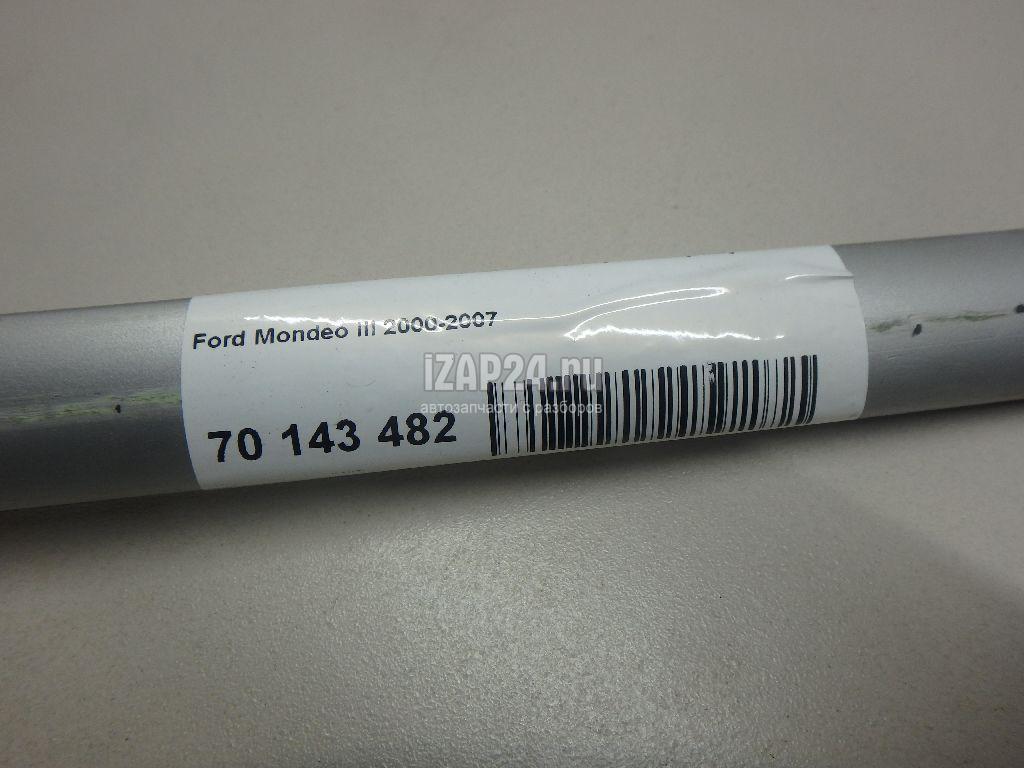 Ford Mondeo III 2000-2007
iZAP24.ru
автозапчасти с разборов
70 143 482